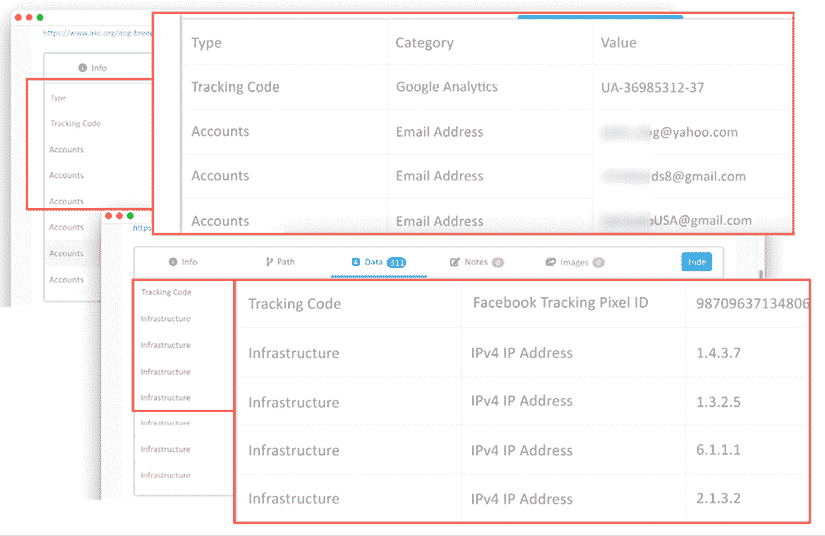 https://www.akc.org/dog-bree
Info
Type
Tracking Code
Accounts
Accounts
Accounts
Accounts
Accounts
Accounts
Type Category Value
Tracking Code Google Analytics UA-36985312-37
Accounts Email Address g@yahoo.com
Accounts Email Address ds8@gmail.com
Accounts Email Address USA@gmail.com
https:
Info Path Data 311 Notes 0 Images 0 Hide
Tracking Code
Infrastructure
Infrastructure
Infrastructure
Infrastructure
Infrastructure
Infrastructure
Infrastructure
Tracking Code Facebook Tracking Pixel ID 98709637134806
Infrastructure IPv4 IP Address 1.4.3.7
Infrastructure IPv4 IP Address 1.3.2.5
Infrastructure IPv4 IP Address 6.1.1.1
Infrastructure IPv4 IP Address 2.1.3.2